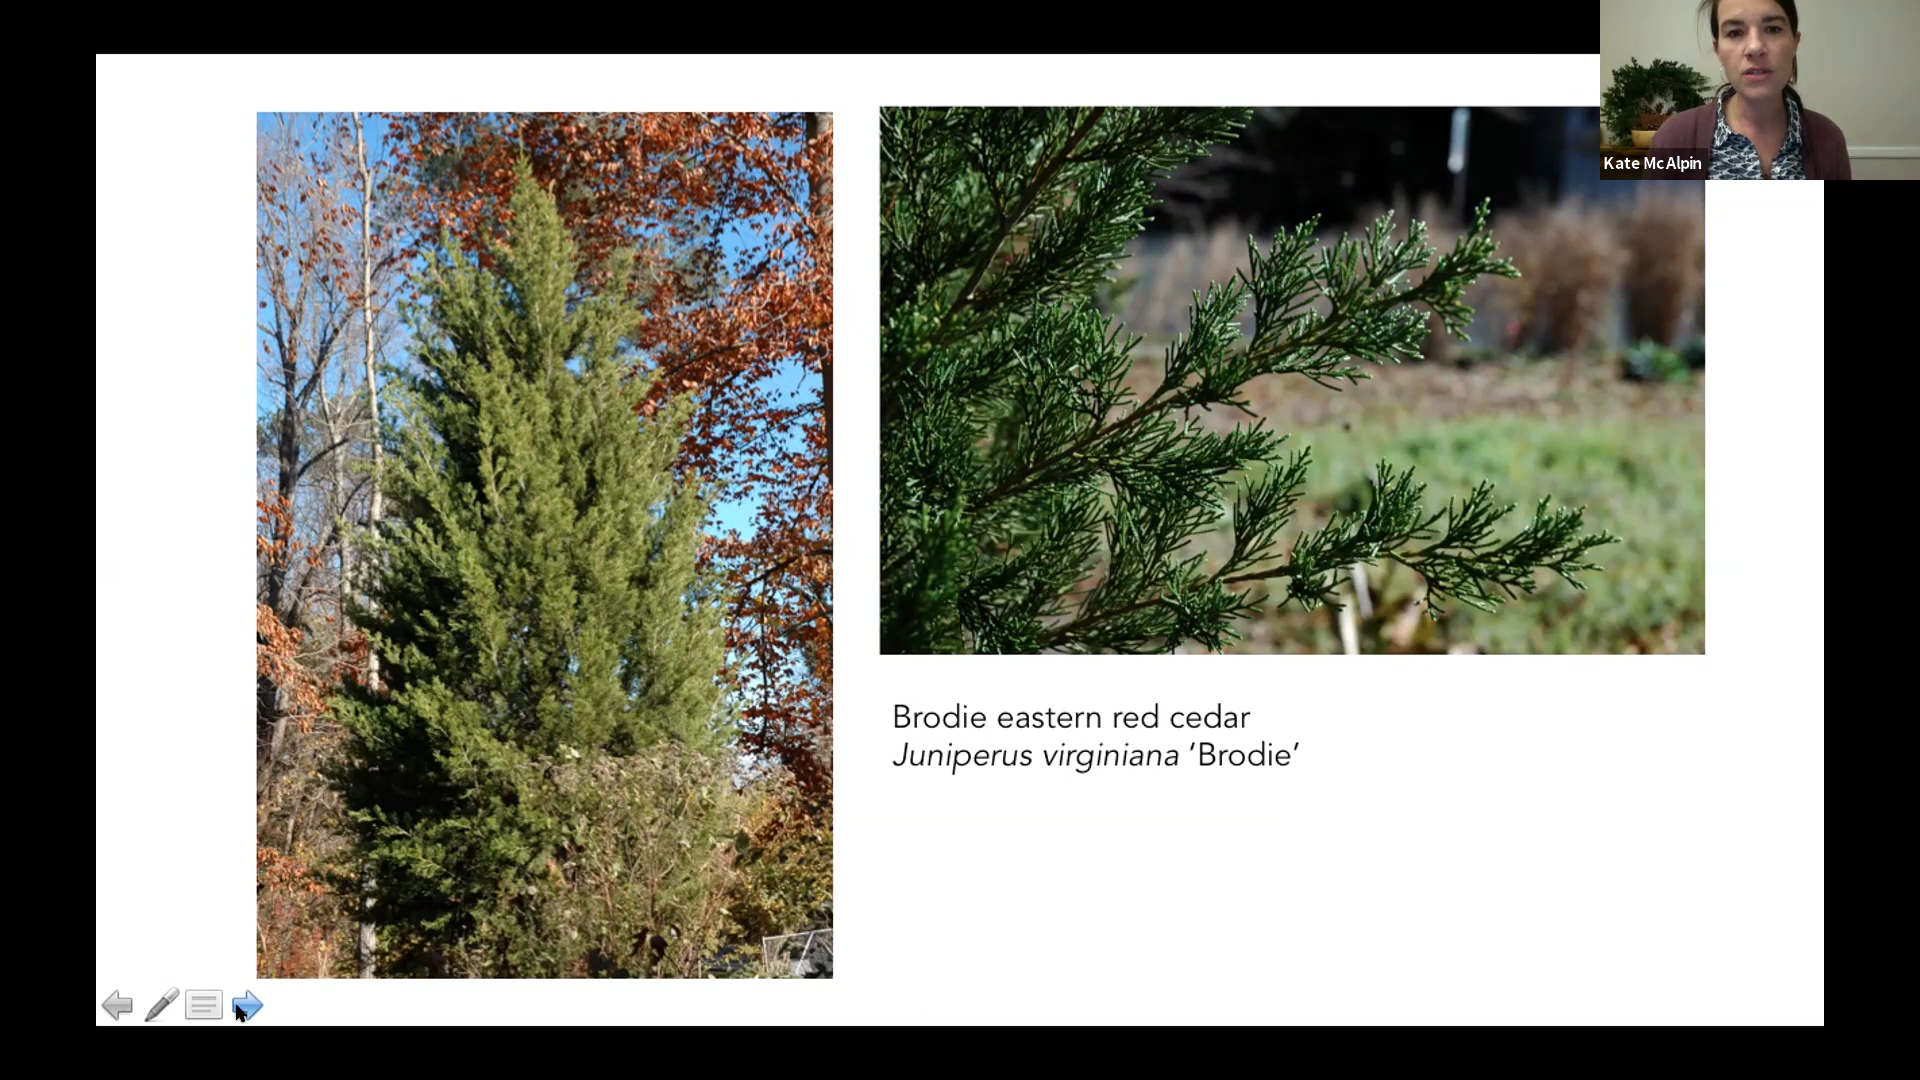 Kate McAlpin
Brodie eastern red cedar
Juniperus virginiana ‘Brodie’